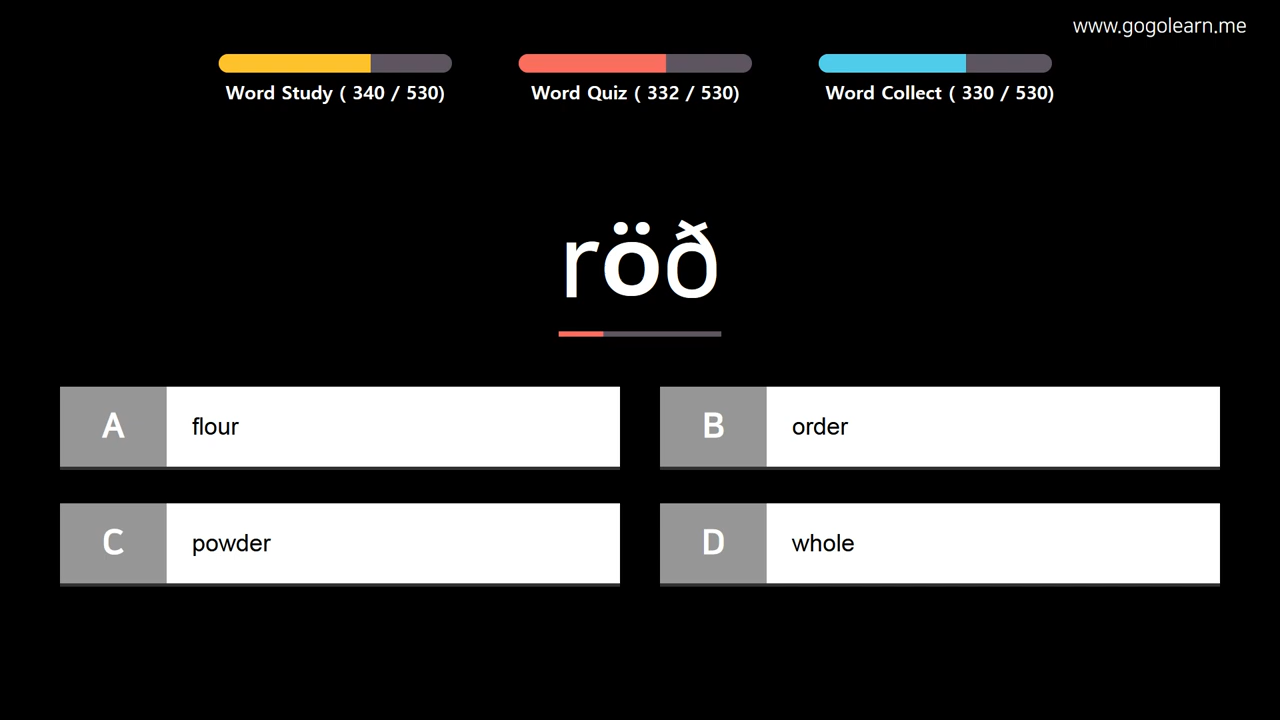 www.gogolearn.me
Word Study ( 340 / 530)
Word Quiz ( 332 / 530)
Word Collect ( 330 / 530)
röð
A flour
B order
C powder
D whole